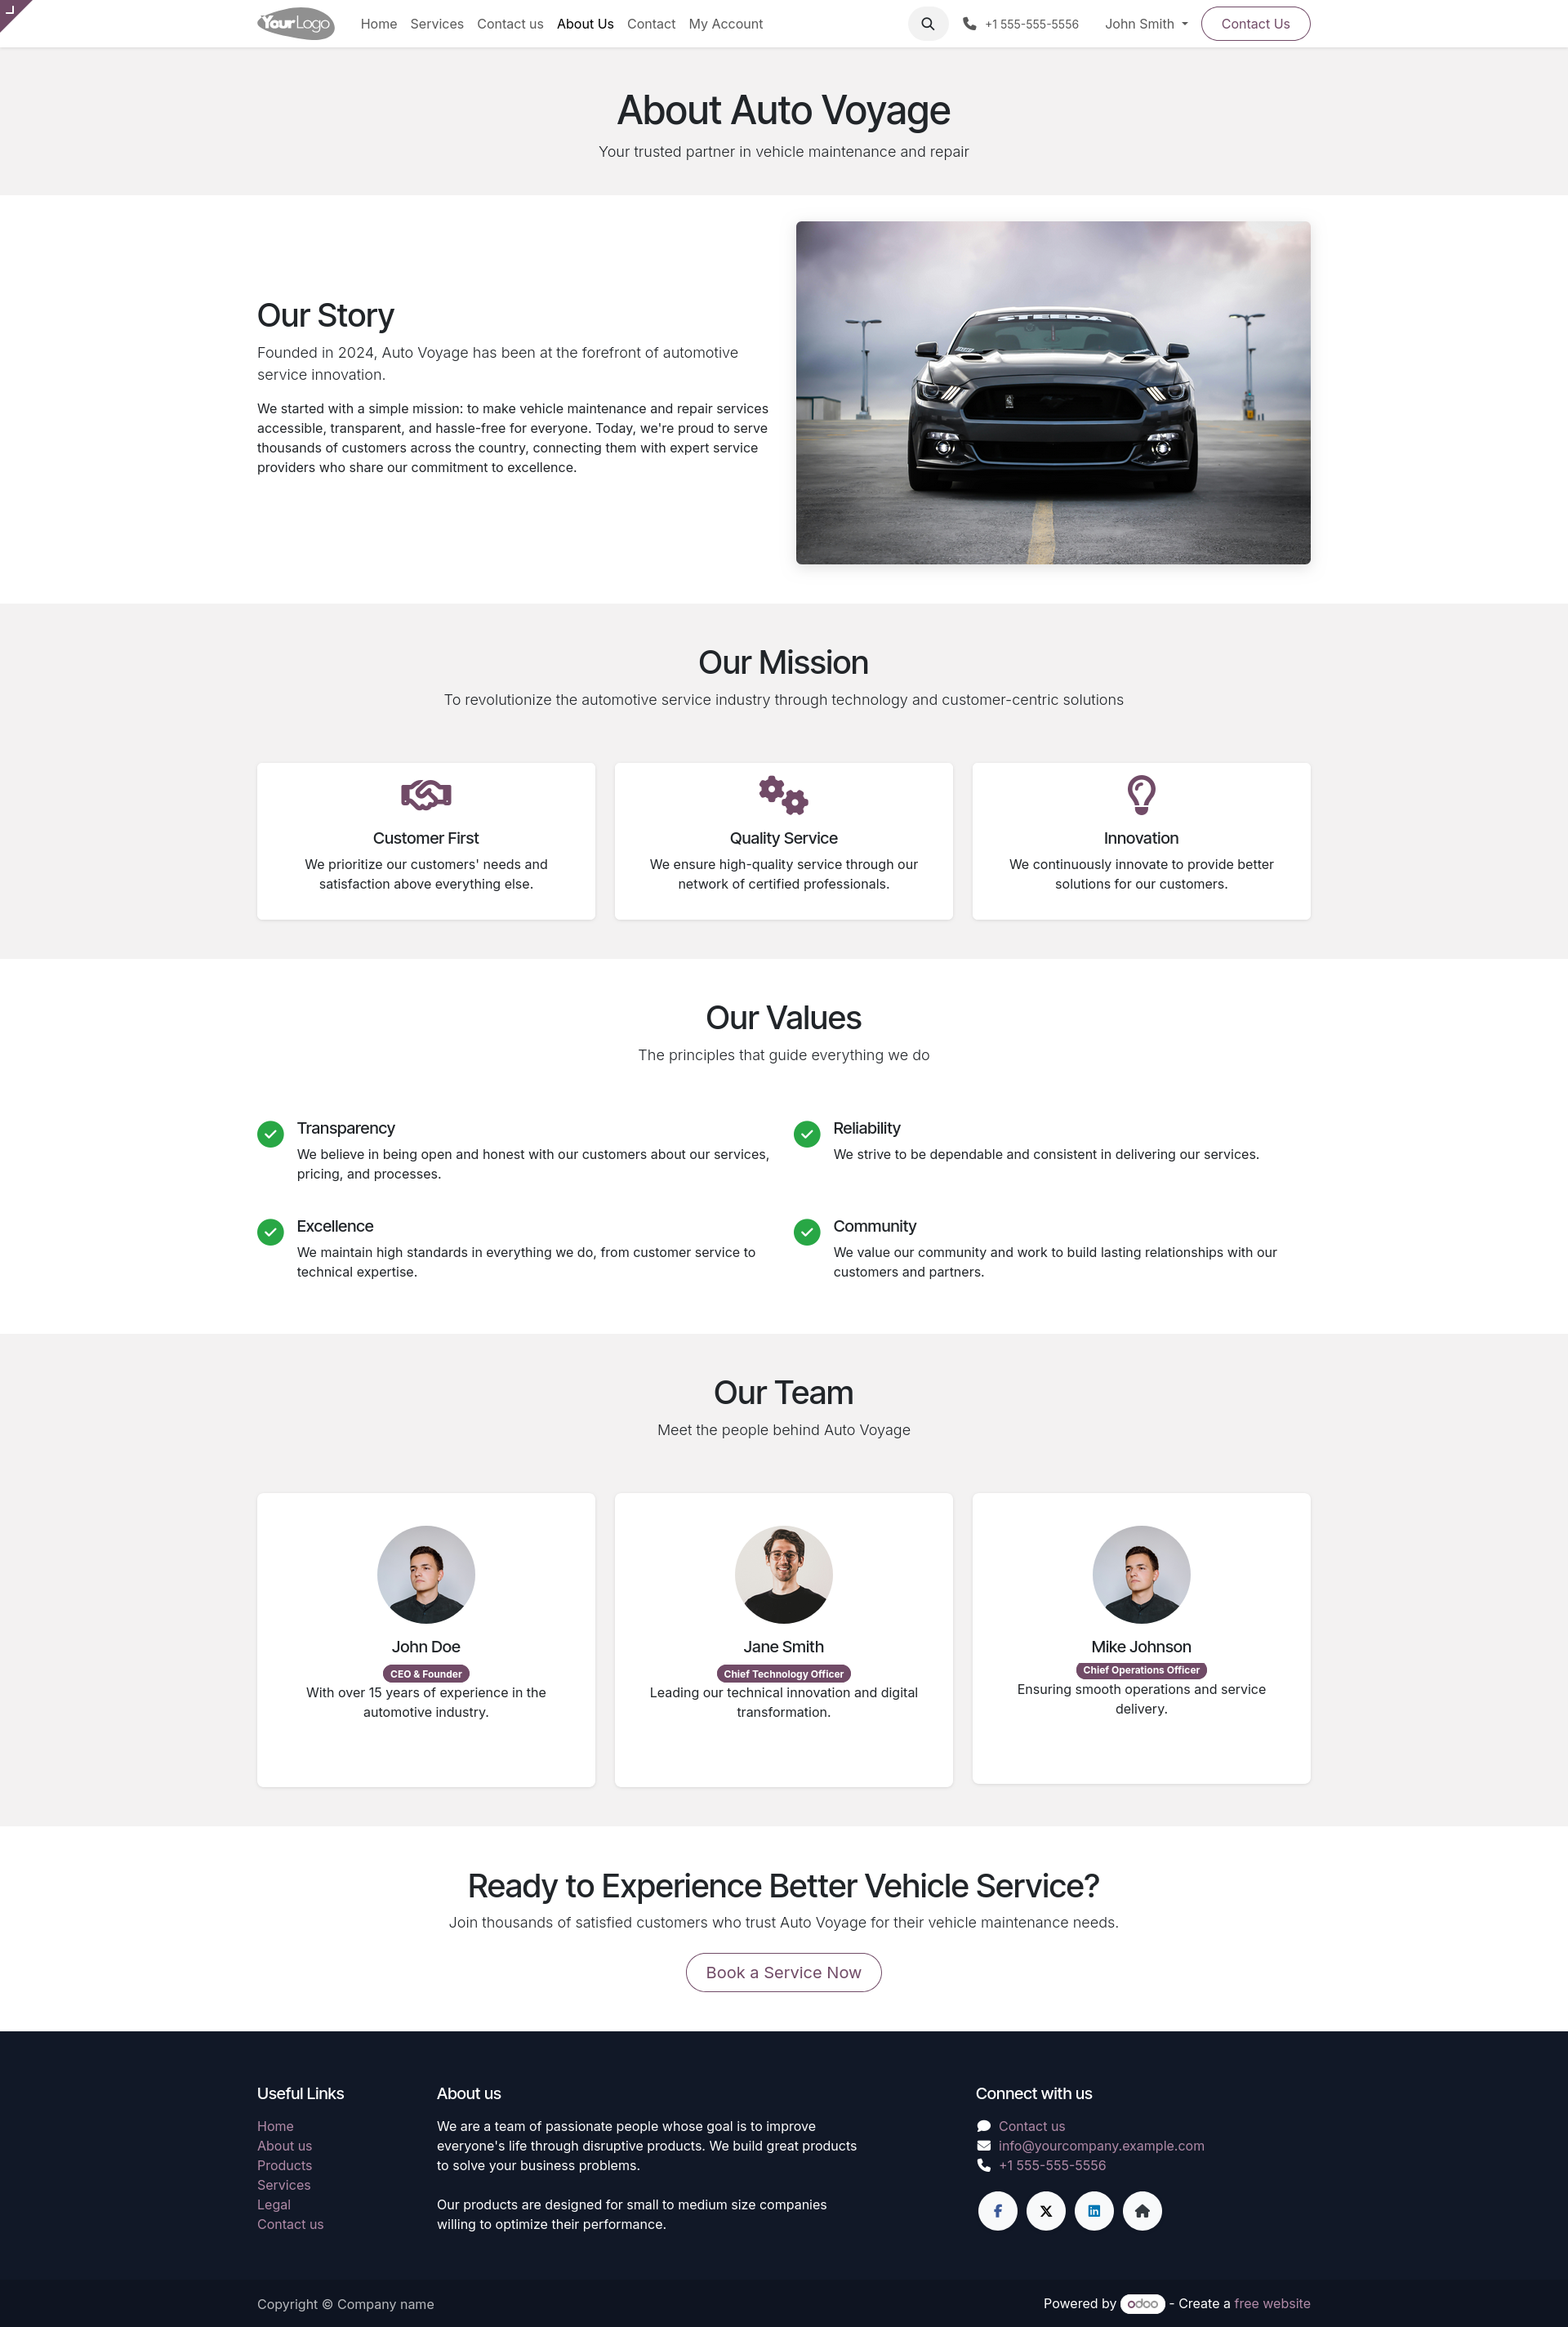 YourLogo
Home Services Contact us About Us Contact My Account
+1 555-555-5556 John Smith Contact Us
About Auto Voyage
Your trusted partner in vehicle maintenance and repair
Our Story
Founded in 2024, Auto Voyage has been at the forefront of automotive
service innovation.
We started with a simple mission: to make vehicle maintenance and repair services
accessible, transparent, and hassle-free for everyone. Today, we're proud to serve
thousands of customers across the country, connecting them with expert service
providers who share our commitment to excellence.
STEEDA
Our Mission
To revolutionize the automotive service industry through technology and customer-centric solutions
Customer First
We prioritize our customers' needs and
satisfaction above everything else.
Quality Service
We ensure high-quality service through our
network of certified professionals.
Innovation
We continuously innovate to provide better
solutions for our customers.
Our Values
The principles that guide everything we do
Transparency
We believe in being open and honest with our customers about our services,
pricing, and processes.
Reliability
We strive to be dependable and consistent in delivering our services.
Excellence
We maintain high standards in everything we do, from customer service to
technical expertise.
Community
We value our community and work to build lasting relationships with our
customers and partners.
Our Team
Meet the people behind Auto Voyage
John Doe
CEO & Founder
With over 15 years of experience in the
automotive industry.
Jane Smith
Chief Technology Officer
Leading our technical innovation and digital
transformation.
Mike Johnson
Chief Operations Officer
Ensuring smooth operations and service
delivery.
Ready to Experience Better Vehicle Service?
Join thousands of satisfied customers who trust Auto Voyage for their vehicle maintenance needs.
Book a Service Now
Useful Links
Home
About us
Products
Services
Legal
Contact us
About us
We are a team of passionate people whose goal is to improve
everyone's life through disruptive products. We build great products
to solve your business problems.
Our products are designed for small to medium size companies
willing to optimize their performance.
Connect with us
Contact us
info@yourcompany.example.com
+1 555-555-5556
Copyright © Company name
Powered by odoo - Create a free website